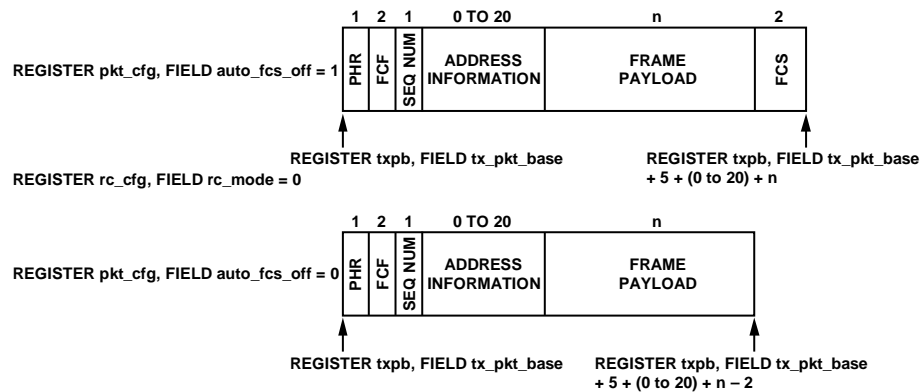 1 2 1 0 TO 20 n 2
REGISTER pkt_cfg, FIELD auto_fcs_off = 1
PHR
FCF
SEQ NUM
ADDRESS
INFORMATION
FRAME
PAYLOAD
FCS
REGISTER txpb, FIELD tx_pkt_base
REGISTER txpb, FIELD tx_pkt_base
+ 5 + (0 to 20) + n
REGISTER rc_cfg, FIELD rc_mode = 0
1 2 1 0 TO 20 n
REGISTER pkt_cfg, FIELD auto_fcs_off = 0
PHR
FCF
SEQ NUM
ADDRESS
INFORMATION
FRAME
PAYLOAD
REGISTER txpb, FIELD tx_pkt_base
REGISTER txpb, FIELD tx_pkt_base
+ 5 + (0 to 20) + n – 2